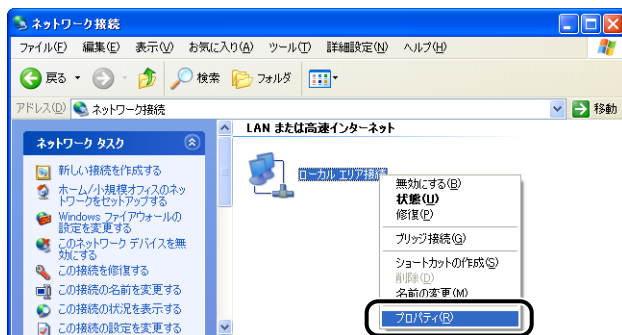 ネットワーク接続
ファイル(F) 編集(E) 表示(V) お気に入り(A) ツール(T) 詳細設定(N) ヘルプ(H)
戻る 検索 フォルダ
アドレス(D) ネットワーク接続 移動
ネットワーク タスク
新しい接続を作成する
ホーム/小規模オフィスのネッ
トワークをセットアップする
Windows ファイアウォールの
設定を変更する
このネットワーク デバイスを無
効にする
この接続を修復する
この接続の名前を変更する
この接続の状況を表示する
この接続の設定を変更する
LAN または高速インターネット
ローカル エリア接続
無効にする(B)
状態(U)
修復(P)
ブリッジ接続(G)
ショートカットの作成(S)
削除(D)
名前の変更(M)
プロパティ(R)